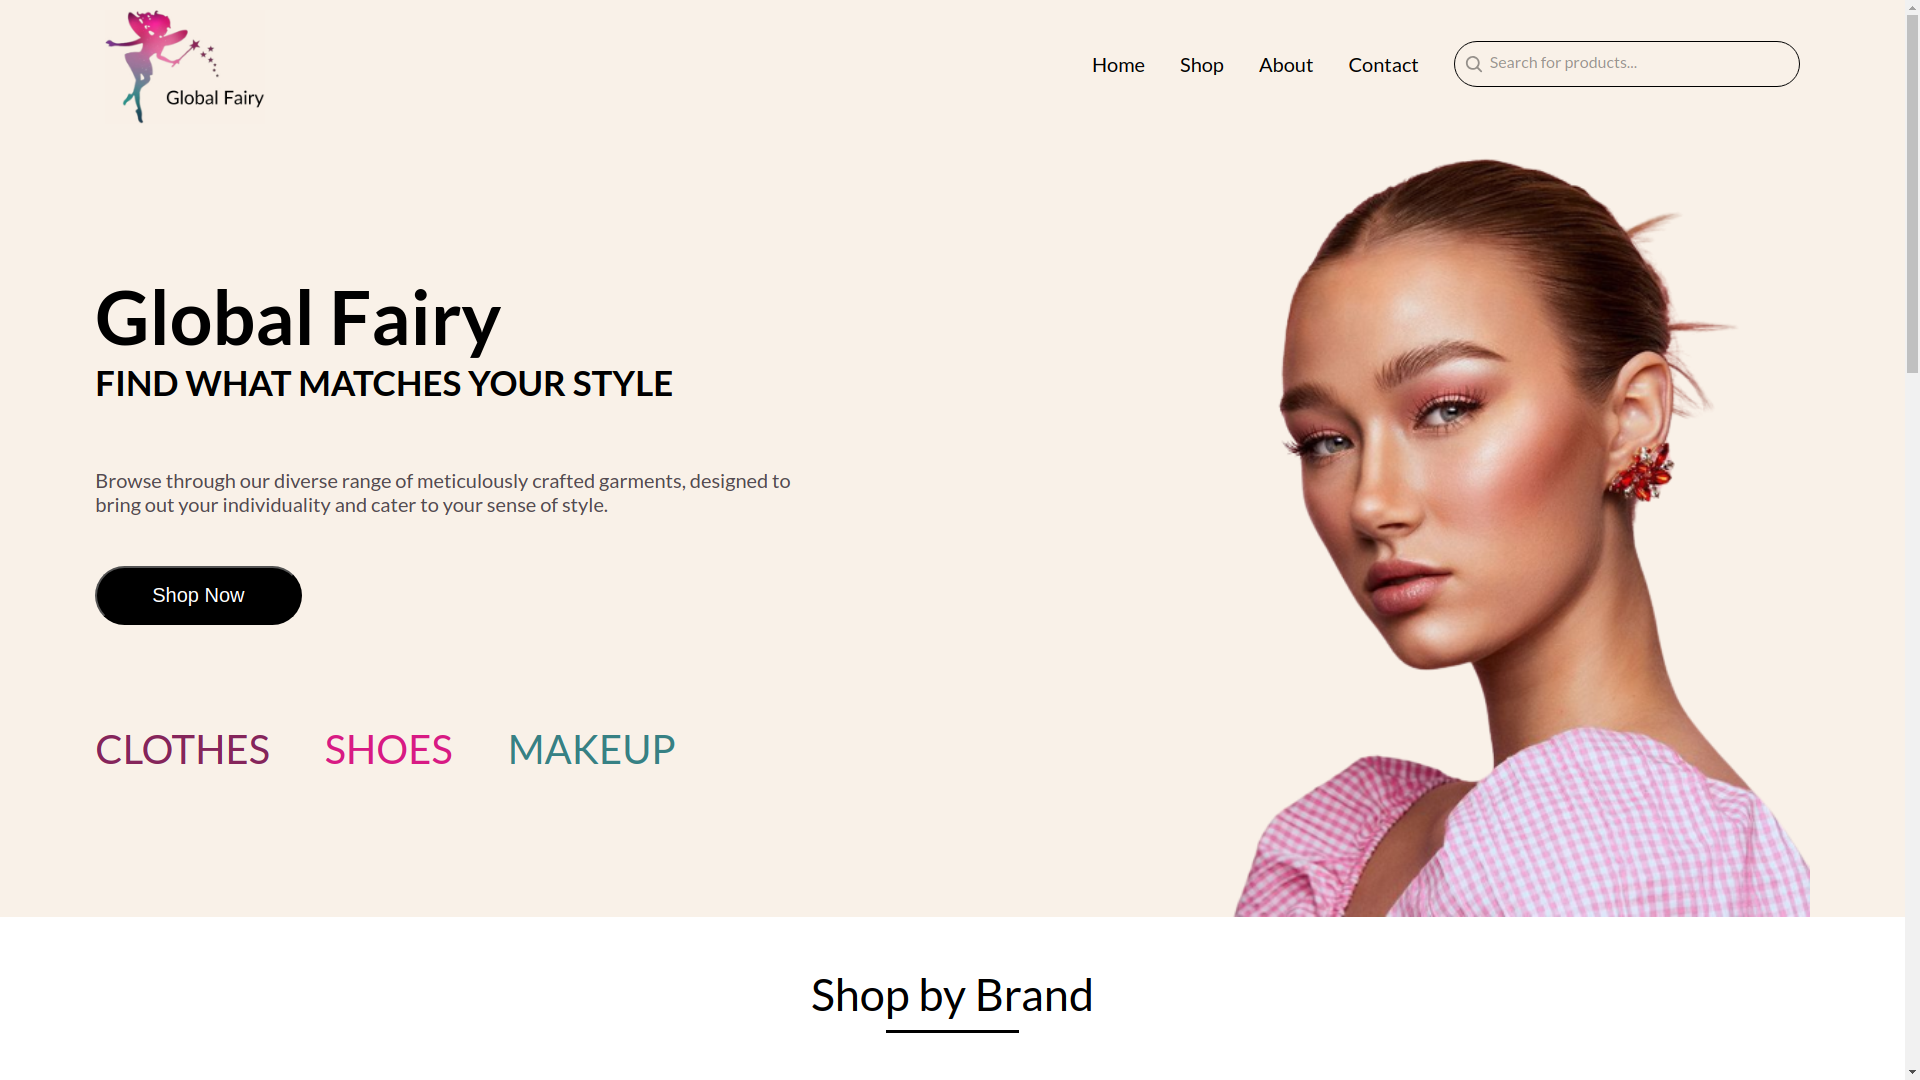 Global Fairy
Home
Shop
About
Contact
Search for products...
Global Fairy
FIND WHAT MATCHES YOUR STYLE
Browse through our diverse range of meticulously crafted garments, designed to
bring out your individuality and cater to your sense of style.
Shop Now
CLOTHES
SHOES
MAKEUP
Shop by Brand